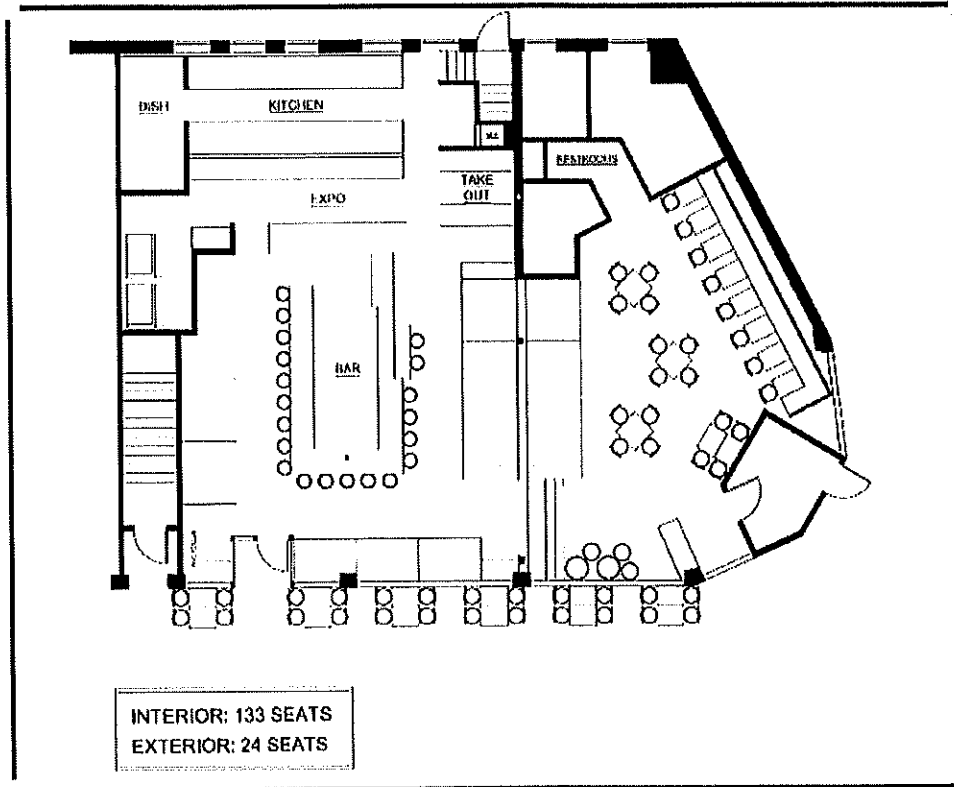 DISH
KITCHEN
RESTROOMS
TAKE
OUT
EXPO
BAR
INTERIOR: 133 SEATS
EXTERIOR: 24 SEATS